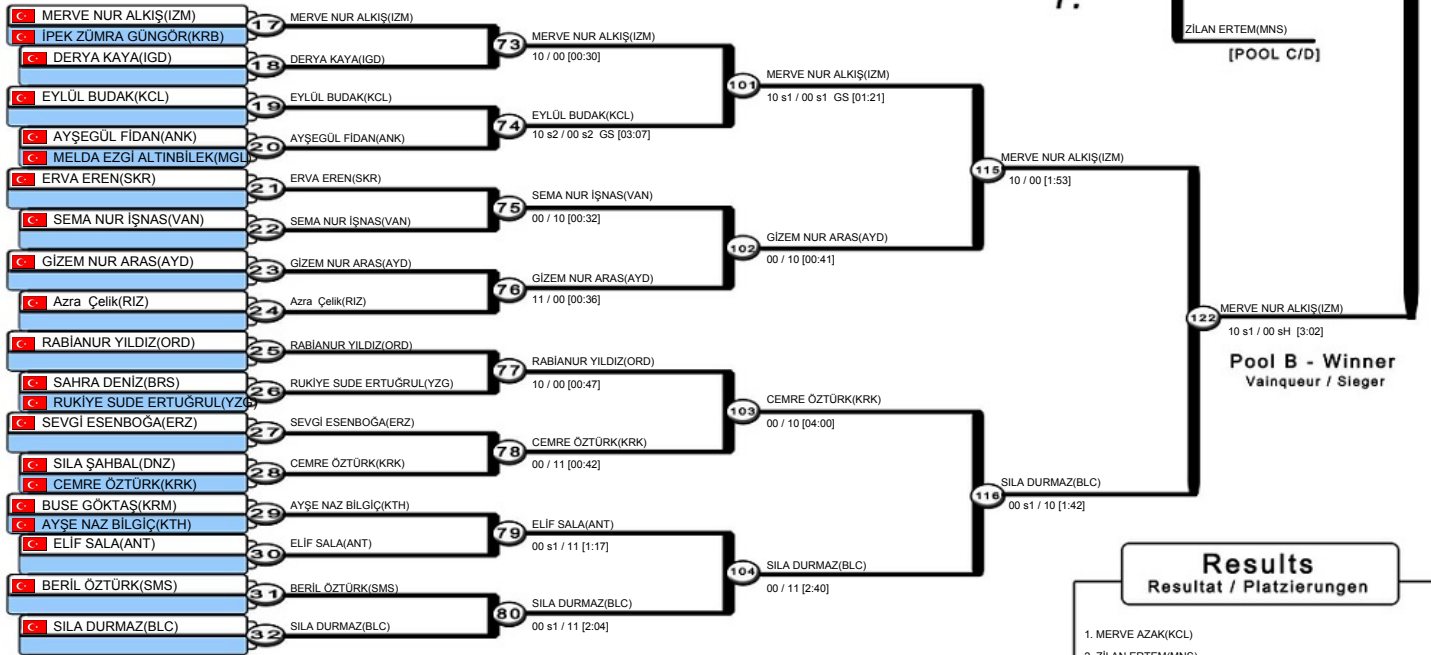 1.
ZİLAN ERTEM(MNS)
[POOL C/D]
MERVE NUR ALKIŞ(IZM)
İPEK ZÜMRA GÜNGÖR(KRB)
DERYA KAYA(IGD)
EYLÜL BUDAK(KCL)
AYŞEGÜL FİDAN(ANK)
MELDA EZGİ ALTINBİLEK(MGL)
ERVA EREN(SKR)
SEMA NUR İŞNAS(VAN)
GİZEM NUR ARAS(AYD)
Azra Çelik(RIZ)
RABİANUR YILDIZ(ORD)
SAHRA DENİZ(BRS)
RUKİYE SUDE ERTUĞRUL(YZG)
SEVGİ ESENBOĞA(ERZ)
SILA ŞAHBAL(DNZ)
CEMRE ÖZTÜRK(KRK)
BUSE GÖKTAŞ(KRM)
AYŞE NAZ BİLGİÇ(KTH)
ELİF SALA(ANT)
BERİL ÖZTÜRK(SMS)
SILA DURMAZ(BLC)
17 MERVE NUR ALKIŞ(IZM)
18 DERYA KAYA(IGD)
19 EYLÜL BUDAK(KCL)
20 AYŞEGÜL FİDAN(ANK)
21 ERVA EREN(SKR)
22 SEMA NUR İŞNAS(VAN)
23 GİZEM NUR ARAS(AYD)
24 Azra Çelik(RIZ)
25 RABİANUR YILDIZ(ORD)
26 RUKİYE SUDE ERTUĞRUL(YZG)
27 SEVGİ ESENBOĞA(ERZ)
28 CEMRE ÖZTÜRK(KRK)
29 AYŞE NAZ BİLGİÇ(KTH)
30 ELİF SALA(ANT)
31 BERİL ÖZTÜRK(SMS)
32 SILA DURMAZ(BLC)
73 MERVE NUR ALKIŞ(IZM)
10 / 00 [00:30]
74 EYLÜL BUDAK(KCL)
10 s2 / 00 s2 GS [03:07]
75 SEMA NUR İŞNAS(VAN)
00 / 10 [00:32]
76 GİZEM NUR ARAS(AYD)
11 / 00 [00:36]
77 RABİANUR YILDIZ(ORD)
10 / 00 [00:47]
78 CEMRE ÖZTÜRK(KRK)
00 / 11 [00:42]
79 ELİF SALA(ANT)
00 s1 / 11 [1:17]
80 SILA DURMAZ(BLC)
00 s1 / 11 [2:04]
101 MERVE NUR ALKIŞ(IZM)
10 s1 / 00 s1 GS [01:21]
102 GİZEM NUR ARAS(AYD)
00 / 10 [00:41]
103 CEMRE ÖZTÜRK(KRK)
00 / 10 [04:00]
104 SILA DURMAZ(BLC)
00 / 11 [2:40]
115 MERVE NUR ALKIŞ(IZM)
10 / 00 [1:53]
116 SILA DURMAZ(BLC)
00 s1 / 10 [1:42]
122 MERVE NUR ALKIŞ(IZM)
10 s1 / 00 sH [3:02]
Pool B - Winner
Vainqueur / Sieger
Results
Resultat / Platzierungen
1. MERVE AZAK(KCL)
2. ZİLAN ERTEM(MNS)